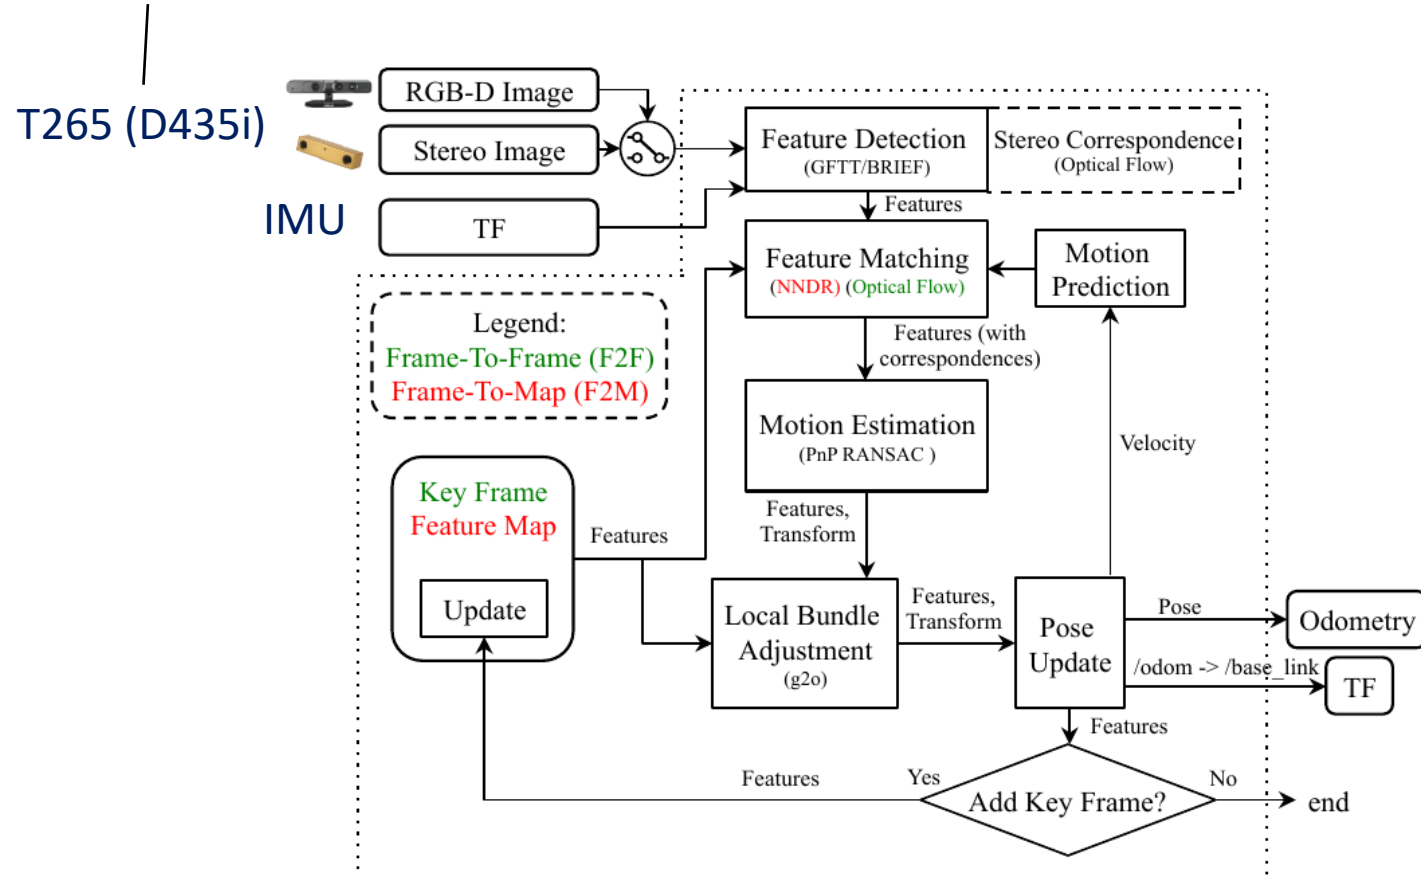 T265 (D435i)
IMU
RGB-D Image
Stereo Image
TF
Feature Detection
(GFTT/BRIEF)
Stereo Correspondence
(Optical Flow)
Features
Feature Matching
(NNDR) (Optical Flow)
Motion
Prediction
Legend:
Frame-To-Frame (F2F)
Frame-To-Map (F2M)
Features (with
correspondences)
Motion Estimation
(PnP RANSAC )
Velocity
Key Frame
Feature Map
Update
Features
Features,
Transform
Local Bundle
Adjustment
(g2o)
Features,
Transform
Pose
Update
Pose
Odometry
/odom -> /base_link
TF
Features
Add Key Frame?
Yes
Features
No
end